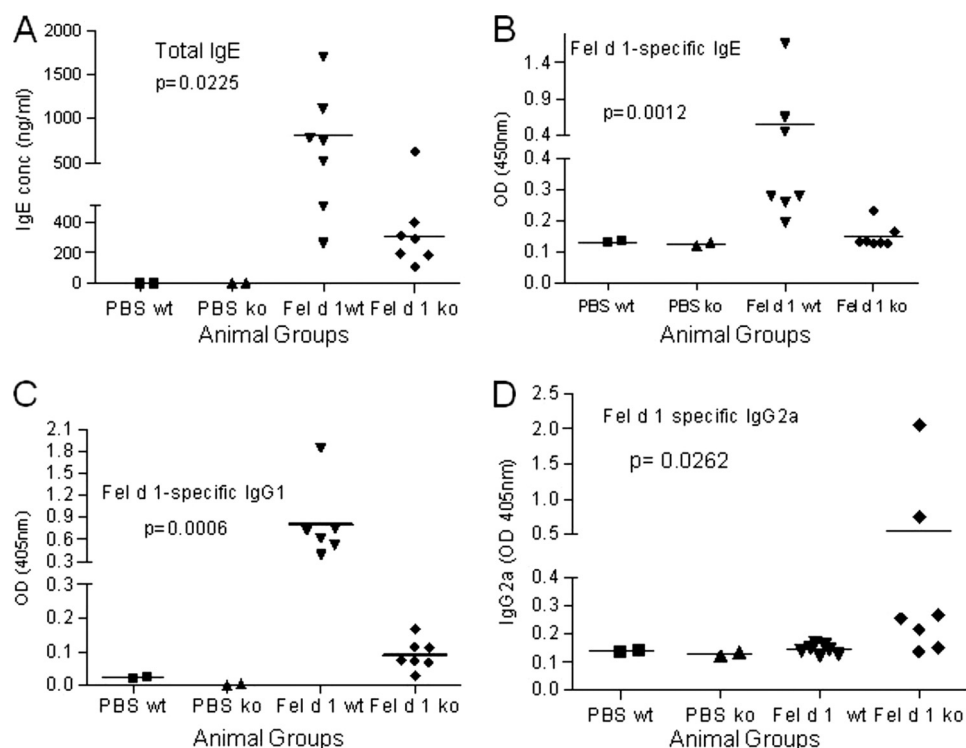 A
Total IgE
p=0.0225
IgE conc (ng/ml)
2000
1500
1000
500
400
200
0
PBS wt PBS ko Fel d 1wt Fel d 1 ko
Animal Groups
B
Fel d 1-specific IgE
p=0.0012
OD (450nm)
1.4
0.4
0.4
0.3
0.2
0.1
0.0
PBS wt PBS ko Fel d 1 wt Fel d 1 ko
Animal Groups
C
Fel d 1-specific IgG1
p=0.0006
OD (405nm)
2.1
1.8
1.5
1.2
0.9
0.6
0.3
0.2
0.1
0.0
PBS wt PBS ko Fel d 1 wt Fel d 1 ko
Animal Groups
D
Fel d 1 specific IgG2a
p= 0.0262
IgG2a (OD 405nm)
2.5
2.0
1.5
1.0
0.5
0.4
0.3
0.2
0.1
0.0
PBS wt PBS ko Fel d 1 wt Fel d 1 ko
Animal Groups